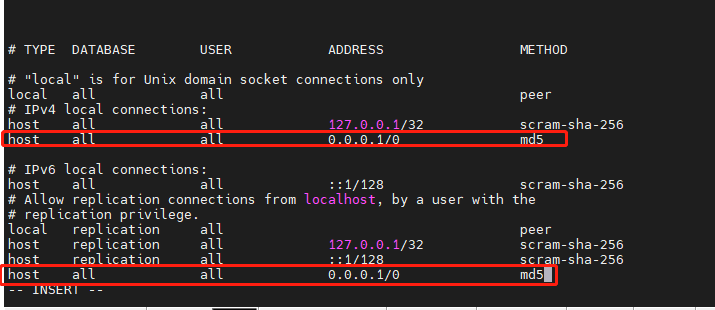 # TYPE DATABASE USER ADDRESS METHOD
# "local" is for Unix domain socket connections only
local all all peer
# IPv4 local connections:
host all all 127.0.0.1/32 scram-sha-256
host all all 0.0.0.1/0 md5
# IPv6 local connections:
host all all ::1/128 scram-sha-256
# Allow replication connections from localhost, by a user with the
# replication privilege.
local replication all peer
host replication all 127.0.0.1/32 scram-sha-256
host replication all ::1/128 scram-sha-256
host all all 0.0.0.1/0 md5
-- INSERT --